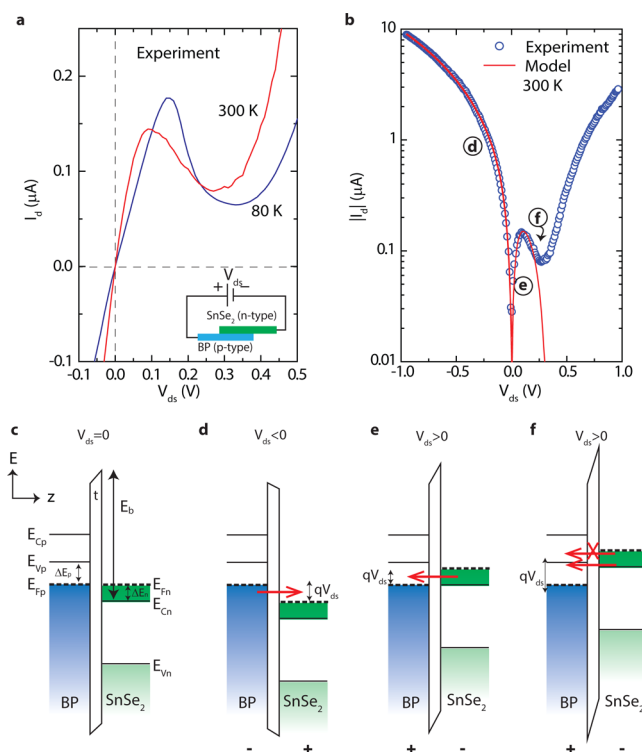 a
Experiment
300 K
80 K
0.2
0.1
0.0
-0.1
I_d (μA)
0.0 0.1 0.2 0.3 0.4 0.5
V_ds (V)
V_ds
+ −
SnSe₂ (n-type)
BP (p-type)
b
Experiment
Model
300 K
d
e
f
10
1
0.1
0.01
|I_d| (μA)
-1.0 -0.5 0.0 0.5 1.0
V_ds (V)
c V_ds=0
E
z
t
E_b
E_Cp
E_Vp
ΔE_p
E_Fp
E_Fn
ΔE_n
E_Cn
E_Vn
BP
SnSe₂
d V_ds<0
qV_ds
BP
SnSe₂
- +
e V_ds>0
qV_ds
BP
SnSe₂
+ -
f V_ds>0
qV_ds
BP
SnSe₂
+ -